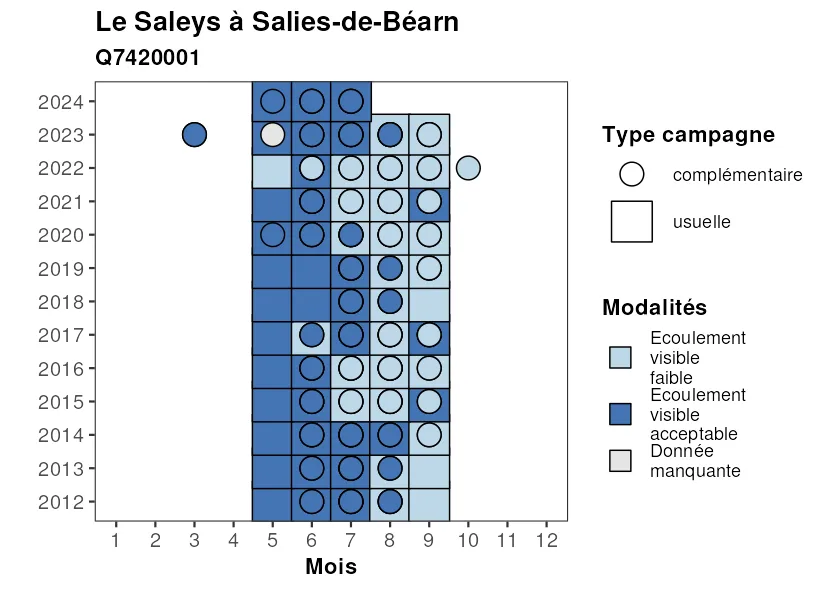 Le Saleys à Salies-de-Béarn
Q7420001
2024
2023
2022
2021
2020
2019
2018
2017
2016
2015
2014
2013
2012
1 2 3 4 5 6 7 8 9 10 11 12
Mois
Type campagne
complémentaire
usuelle
Modalités
Ecoulement
visible
faible
Ecoulement
visible
acceptable
Donnée
manquante